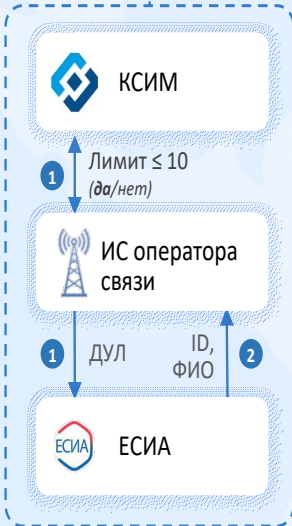 КСИМ
1
Лимит ≤ 10
(да/нет)
ИС оператора
связи
1
ДУЛ
ID,
ФИО
2
ЕСИА
ЕСИА